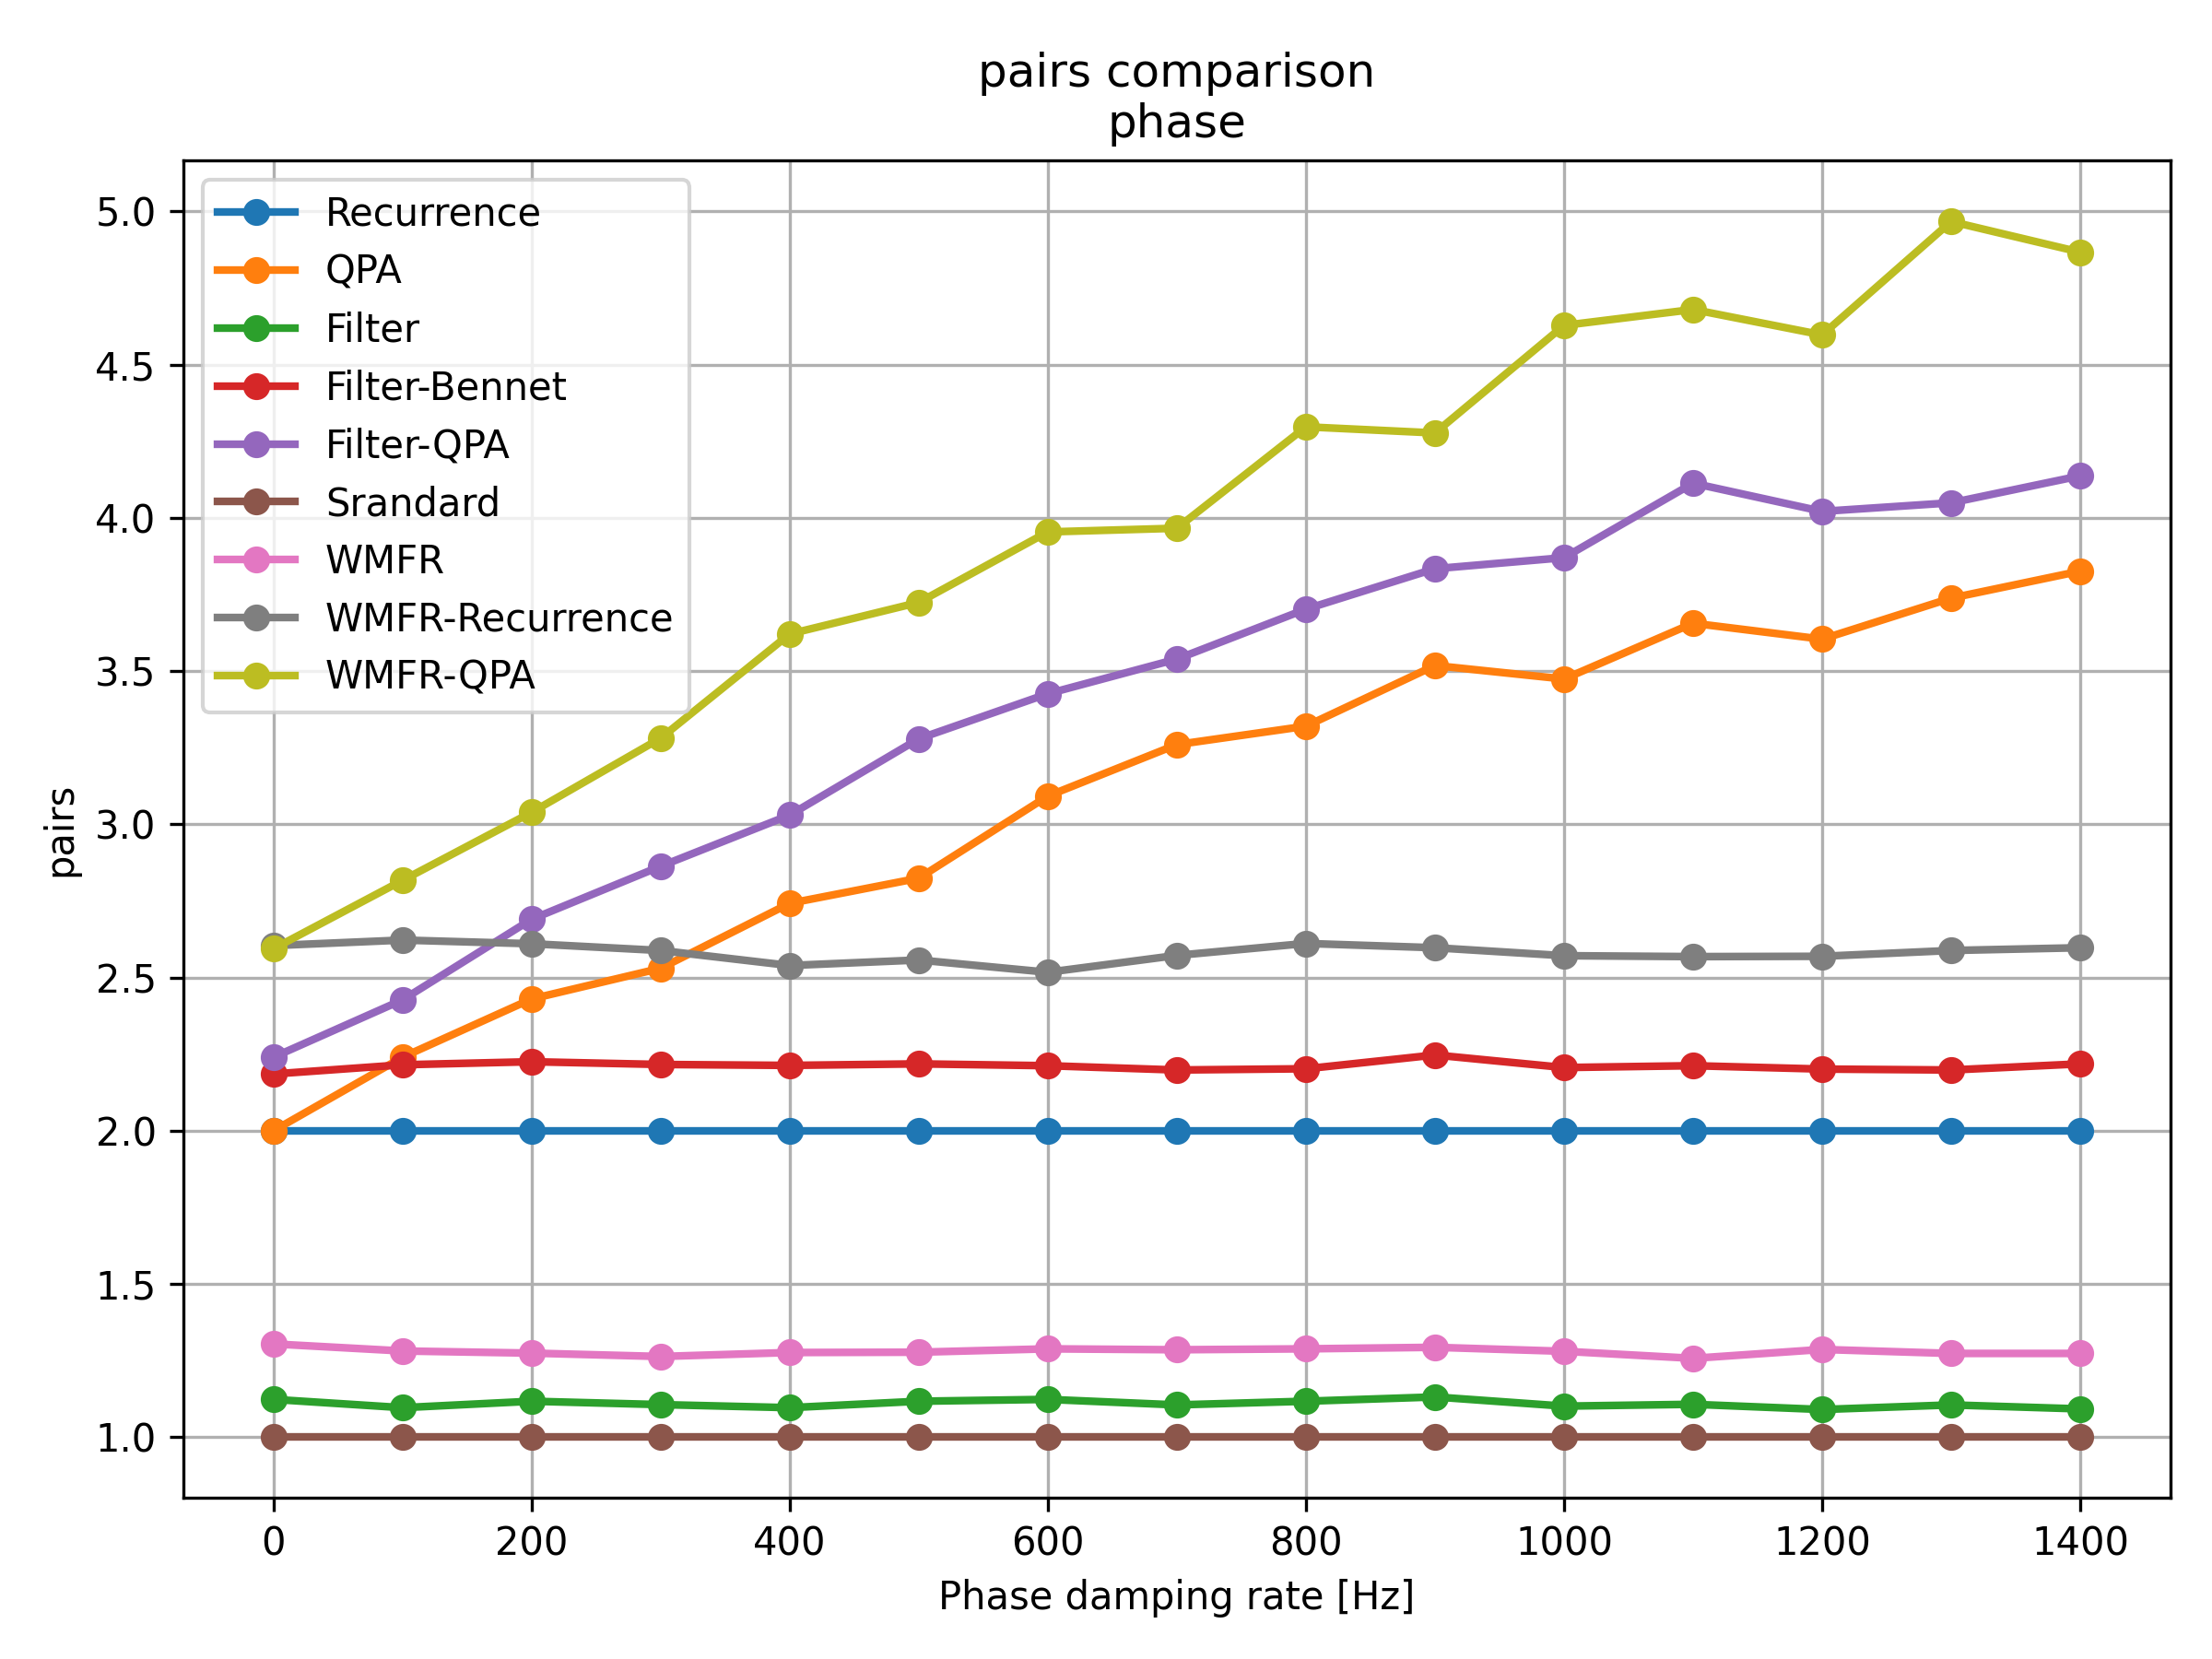 pairs comparison
phase
Recurrence
QPA
Filter
Filter-Bennet
Filter-QPA
Srandard
WMFR
WMFR-Recurrence
WMFR-QPA
pairs
5.0
4.5
4.0
3.5
3.0
2.5
2.0
1.5
1.0
0 200 400 600 800 1000 1200 1400
Phase damping rate [Hz]